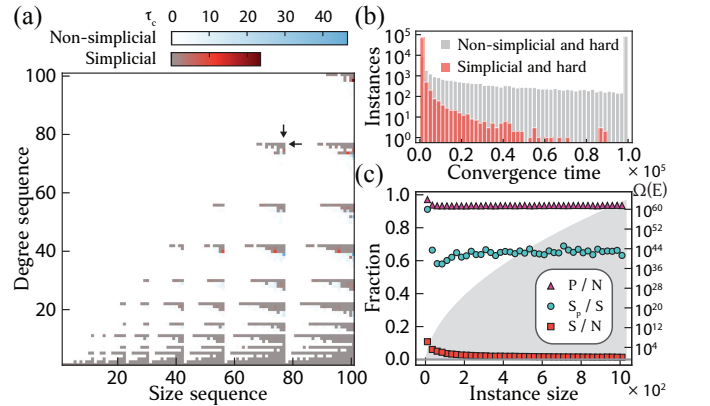 (a)
τc 0 20 40
Non-simplicial
Simplicial
Degree sequence
100
80
60
40
20
20 40 60 80 100
Size sequence
(b)
Instances
10^5
10^4
10^3
10^2
10^1
10^0
Non-simplicial and hard
Simplicial and hard
0.0 0.2 0.4 0.6 0.8 1.0
Convergence time
× 10^5
(c)
Ω(E)
Fraction
1.0
0.8
0.6
0.4
0.2
0.0
10^60
10^52
10^44
10^36
10^28
10^20
10^12
10^4
P / N
Sp / S
S / N
0 2 4 6 8 10
Instance size
× 10^2